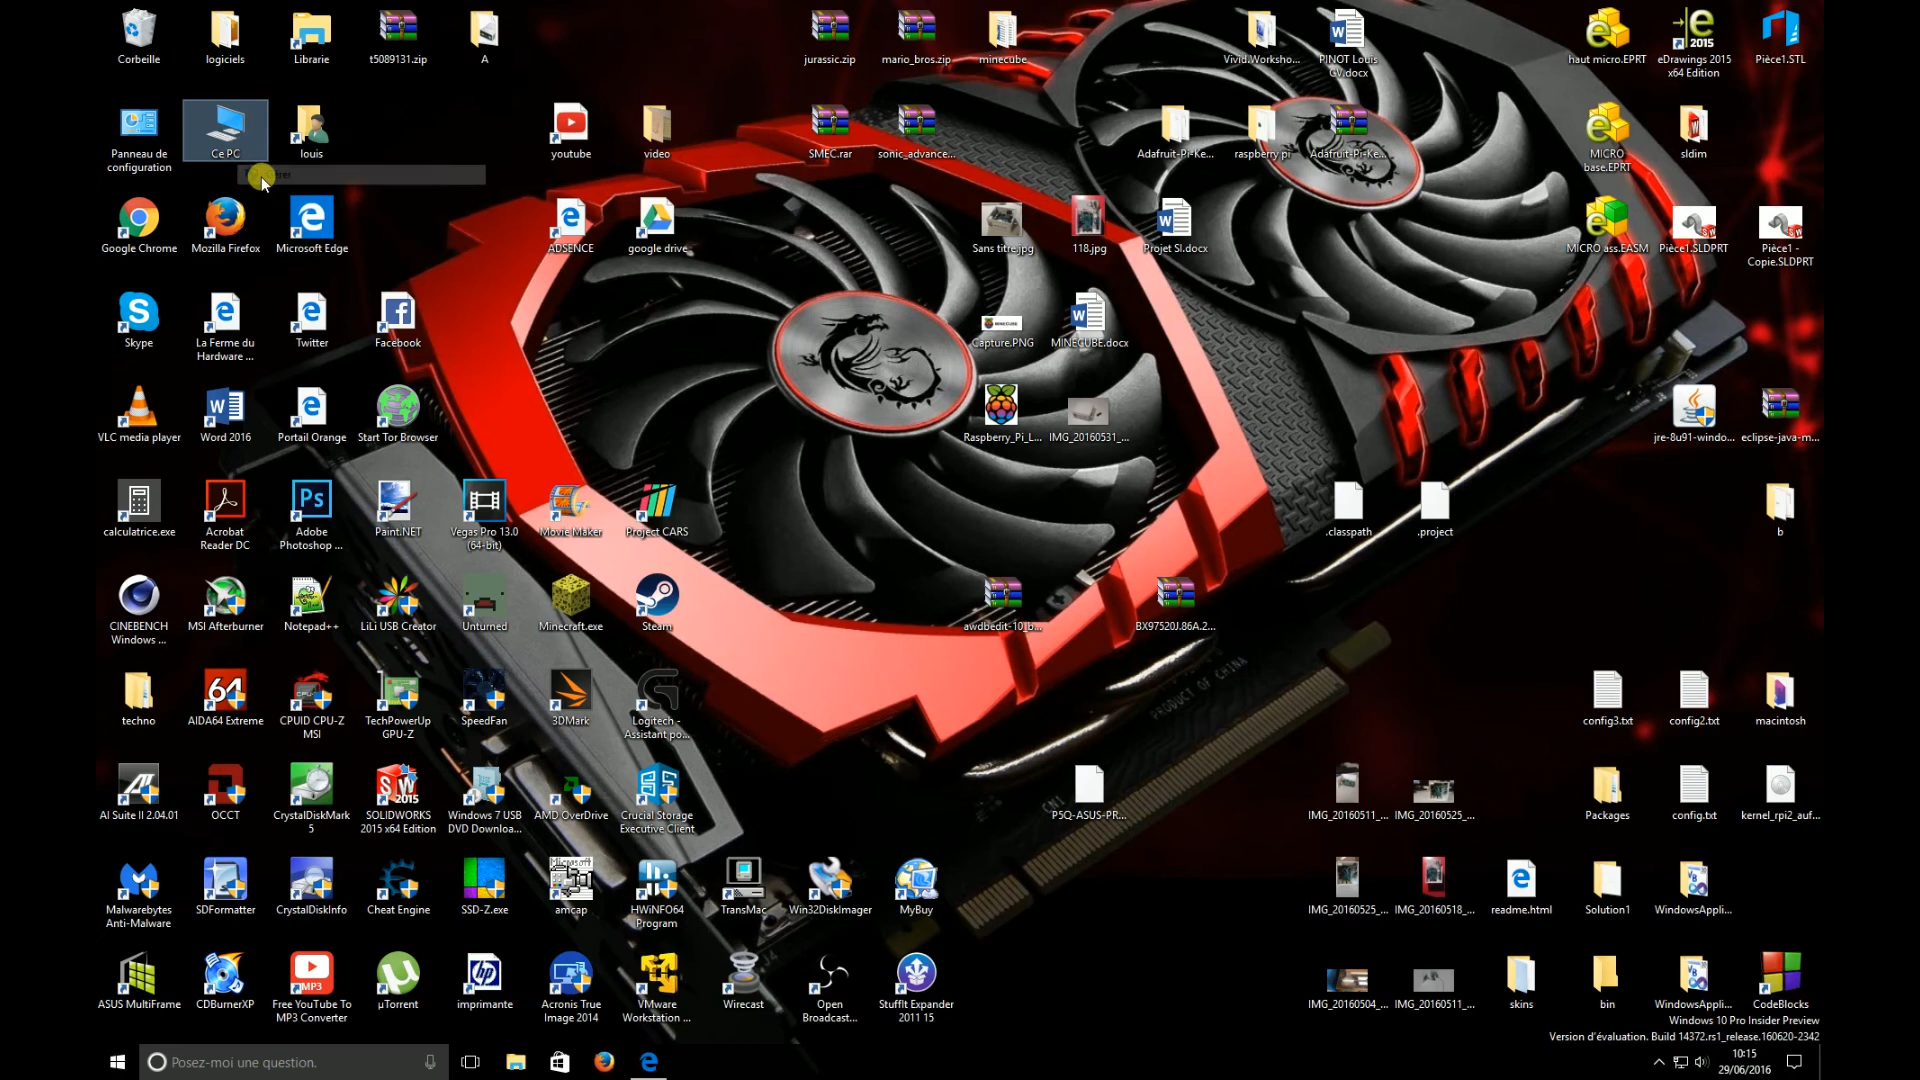 Corbeille
logiciels
Librarie
t5089131.zip
A
jurassic.zip
mario_bros.zip
minecube
Vivid.Worksho...
PINOT Louis
CV.docx
haut micro.EPRT
eDrawings 2015
x64 Edition
Pièce1.STL
Panneau de
configuration
Ce PC
louis
youtube
video
SMEC.rar
sonic_advance...
Adafruit-Pi-Ke...
raspberry pi
Adafruit-Pi-Ke...
MICRO
base.EPRT
sldim
Google Chrome
Mozilla Firefox
Microsoft Edge
ADSENCE
google drive
Sans titre.jpg
118.jpg
Projet SI.docx
MICRO ass.EASM
Pièce1.SLDPRT
Pièce1 -
Copie.SLDPRT
Skype
La Ferme du
Hardware ...
Twitter
Facebook
Capture.PNG
MINECUBE.docx
VLC media player
Word 2016
Portail Orange
Start Tor Browser
Raspberry_Pi_L...
IMG_20160531_...
jre-8u91-windo...
eclipse-java-m...
calculatrice.exe
Acrobat
Reader DC
Adobe
Photoshop ...
Paint.NET
Vegas Pro 13.0
(64-bit)
Movie Maker
Project CARS
.classpath
.project
b
CINEBENCH
Windows ...
MSI Afterburner
Notepad++
LiLi USB Creator
Unturned
Minecraft.exe
Steam
awdbedit-10_b...
BX97520J.86A.2...
PRODUCT OF CHINA
techno
AIDA64 Extreme
CPUID CPU-Z
MSI
TechPowerUp
GPU-Z
SpeedFan
3DMark
Logitech -
Assistant po...
config3.txt
config2.txt
macintosh
AI Suite II 2.04.01
OCCT
CrystalDiskMark
5
SOLIDWORKS
2015 x64 Edition
Windows 7 USB
DVD Downloa...
AMD OverDrive
Crucial Storage
Executive Client
P5Q-ASUS-PR...
IMG_20160511_...
IMG_20160525_...
Packages
config.txt
kernel_rpi2_auf...
Malwarebytes
Anti-Malware
SDFormatter
CrystalDiskInfo
Cheat Engine
SSD-Z.exe
amcap
HWiNFO64
Program
TransMac
Win32DiskImager
MyBuy
IMG_20160525_...
IMG_20160518_...
readme.html
Solution1
WindowsAppli...
ASUS MultiFrame
CDBurnerXP
Free YouTube To
MP3 Converter
µTorrent
imprimante
Acronis True
Image 2014
VMware
Workstation ...
Wirecast
Open
Broadcast...
StuffIt Expander
2011 15
IMG_20160504_...
IMG_20160511_...
skins
bin
WindowsAppli...
CodeBlocks
Windows 10 Pro Insider Preview
Version d'évaluation. Build 14372.rs1_release.160620-2342
Posez-moi une question.
10:15
29/06/2016